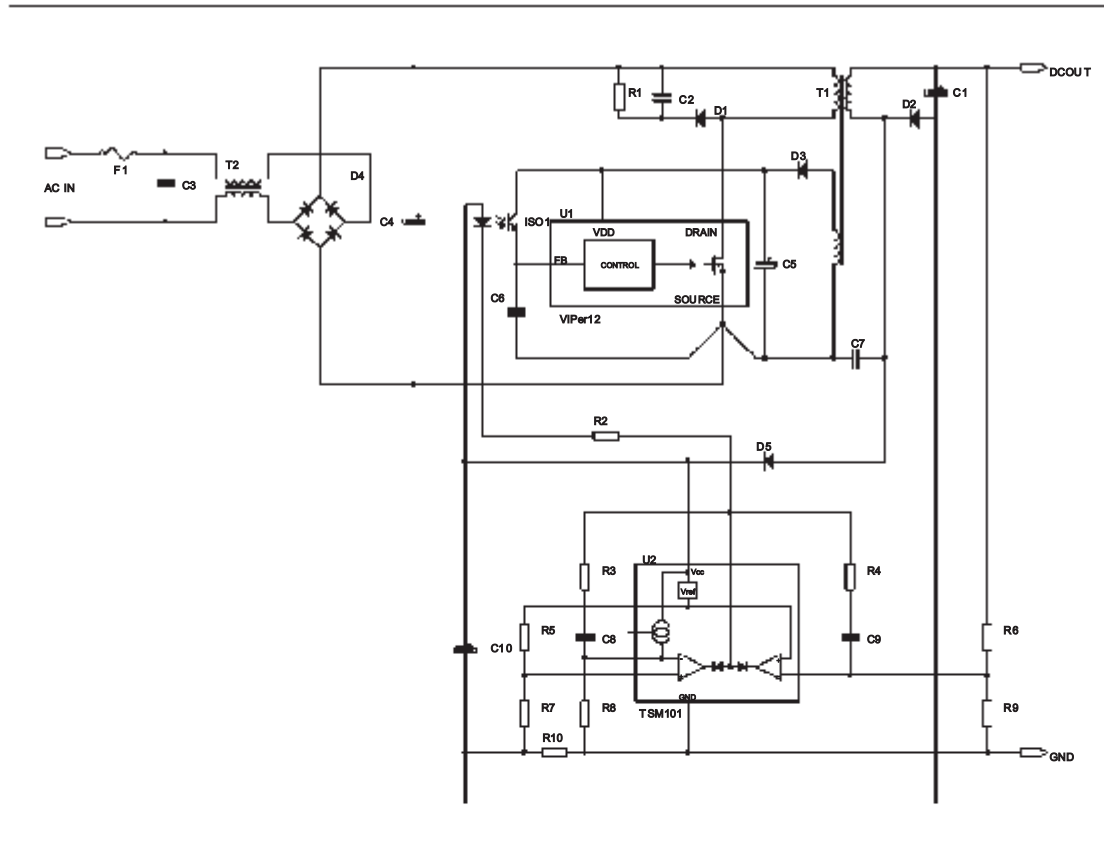 DCOUT
R1
C2
D1
T1
D2
C1
F1
C3
T2
D4
D3
AC IN
C4
ISO1
U1
VDD
DRAIN
FB
CONTROL
C5
C6
SOURCE
VIPer12
C7
R2
D5
U2
R3
Vcc
R4
Vref
R5
C8
C9
R6
C10
R7
R8
GND
R9
TSM101
R10
GND